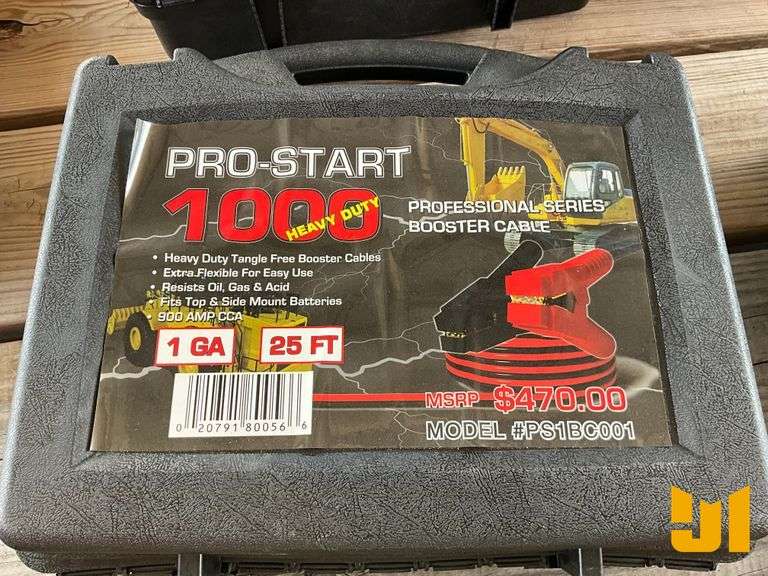 PRO-START
1000
HEAVY DUTY
PROFESSIONAL SERIES
BOOSTER CABLE
• Heavy Duty Tangle Free Booster Cables
• Extra Flexible For Easy Use
• Resists Oil, Gas & Acid
• Fits Top & Side Mount Batteries
• 900 AMP CCA
1 GA 25 FT
MSRP $470.00
MODEL #PS1BC001
0 20791 80056 6